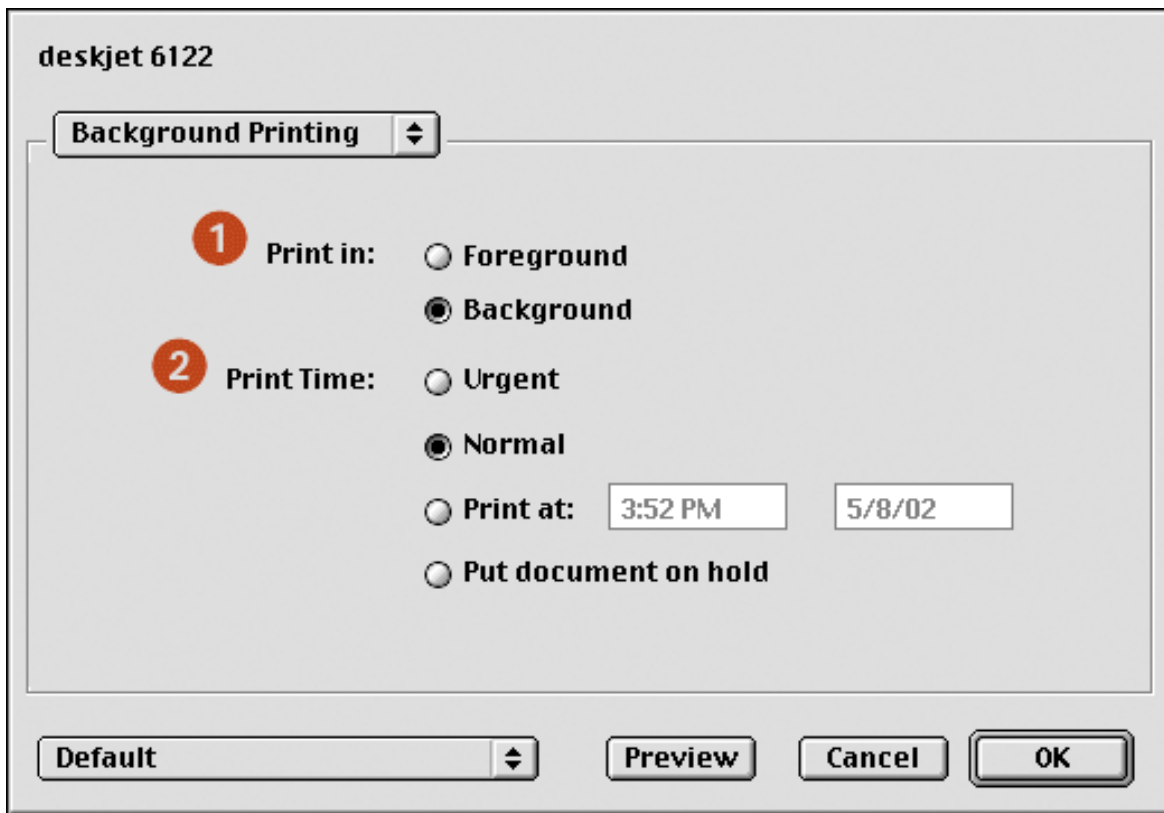 deskjet 6122
Background Printing
1 Print in: Foreground
Background
2 Print Time: Urgent
Normal
Print at: 3:52 PM 5/8/02
Put document on hold
Default Preview Cancel OK